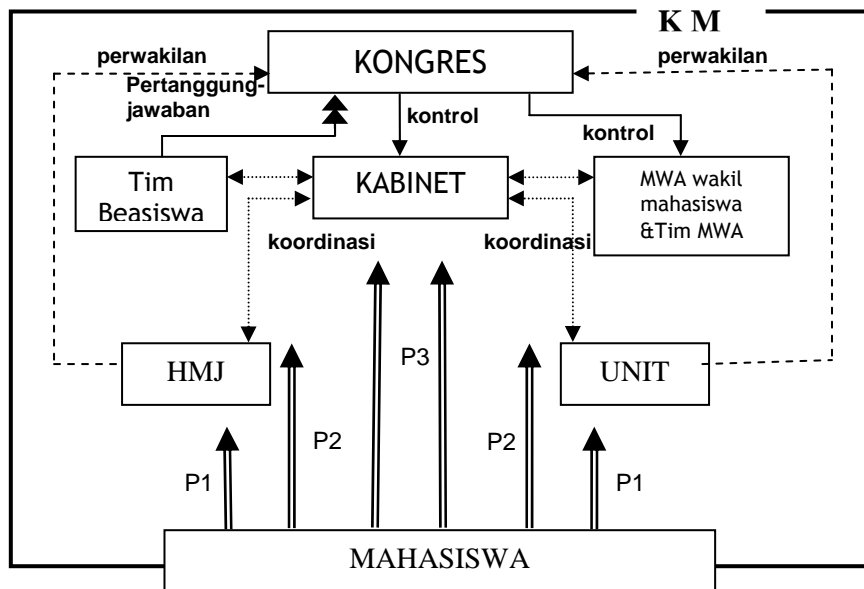 K M
perwakilan
perwakilan
KONGRES
Pertanggung-
jawaban
kontrol
kontrol
Tim
Beasiswa
KABINET
MWA wakil
mahasiswa
&Tim MWA
koordinasi
koordinasi
HMJ
P3
UNIT
P2
P2
P1
P1
MAHASISWA